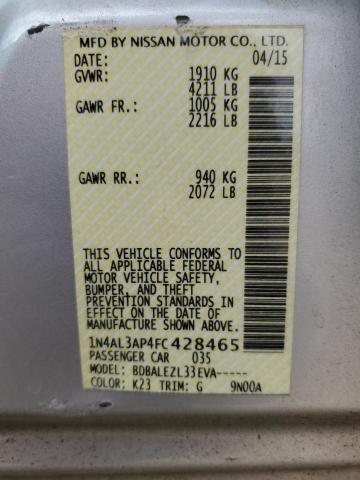 MFD BY NISSAN MOTOR CO., LTD.
DATE: 04/15
GVWR: 1910 KG
4211 LB
GAWR FR.: 1005 KG
2216 LB
GAWR RR.: 940 KG
2072 LB
THIS VEHICLE CONFORMS TO
ALL APPLICABLE FEDERAL
MOTOR VEHICLE SAFETY,
BUMPER, AND THEFT
PREVENTION STANDARDS IN
EFFECT ON THE DATE OF
MANUFACTURE SHOWN ABOVE.
1N4AL3AP4FC428465
PASSENGER CAR 035
MODEL: BDBALEZL33EVA-----
COLOR: K23 TRIM: G 9N00A